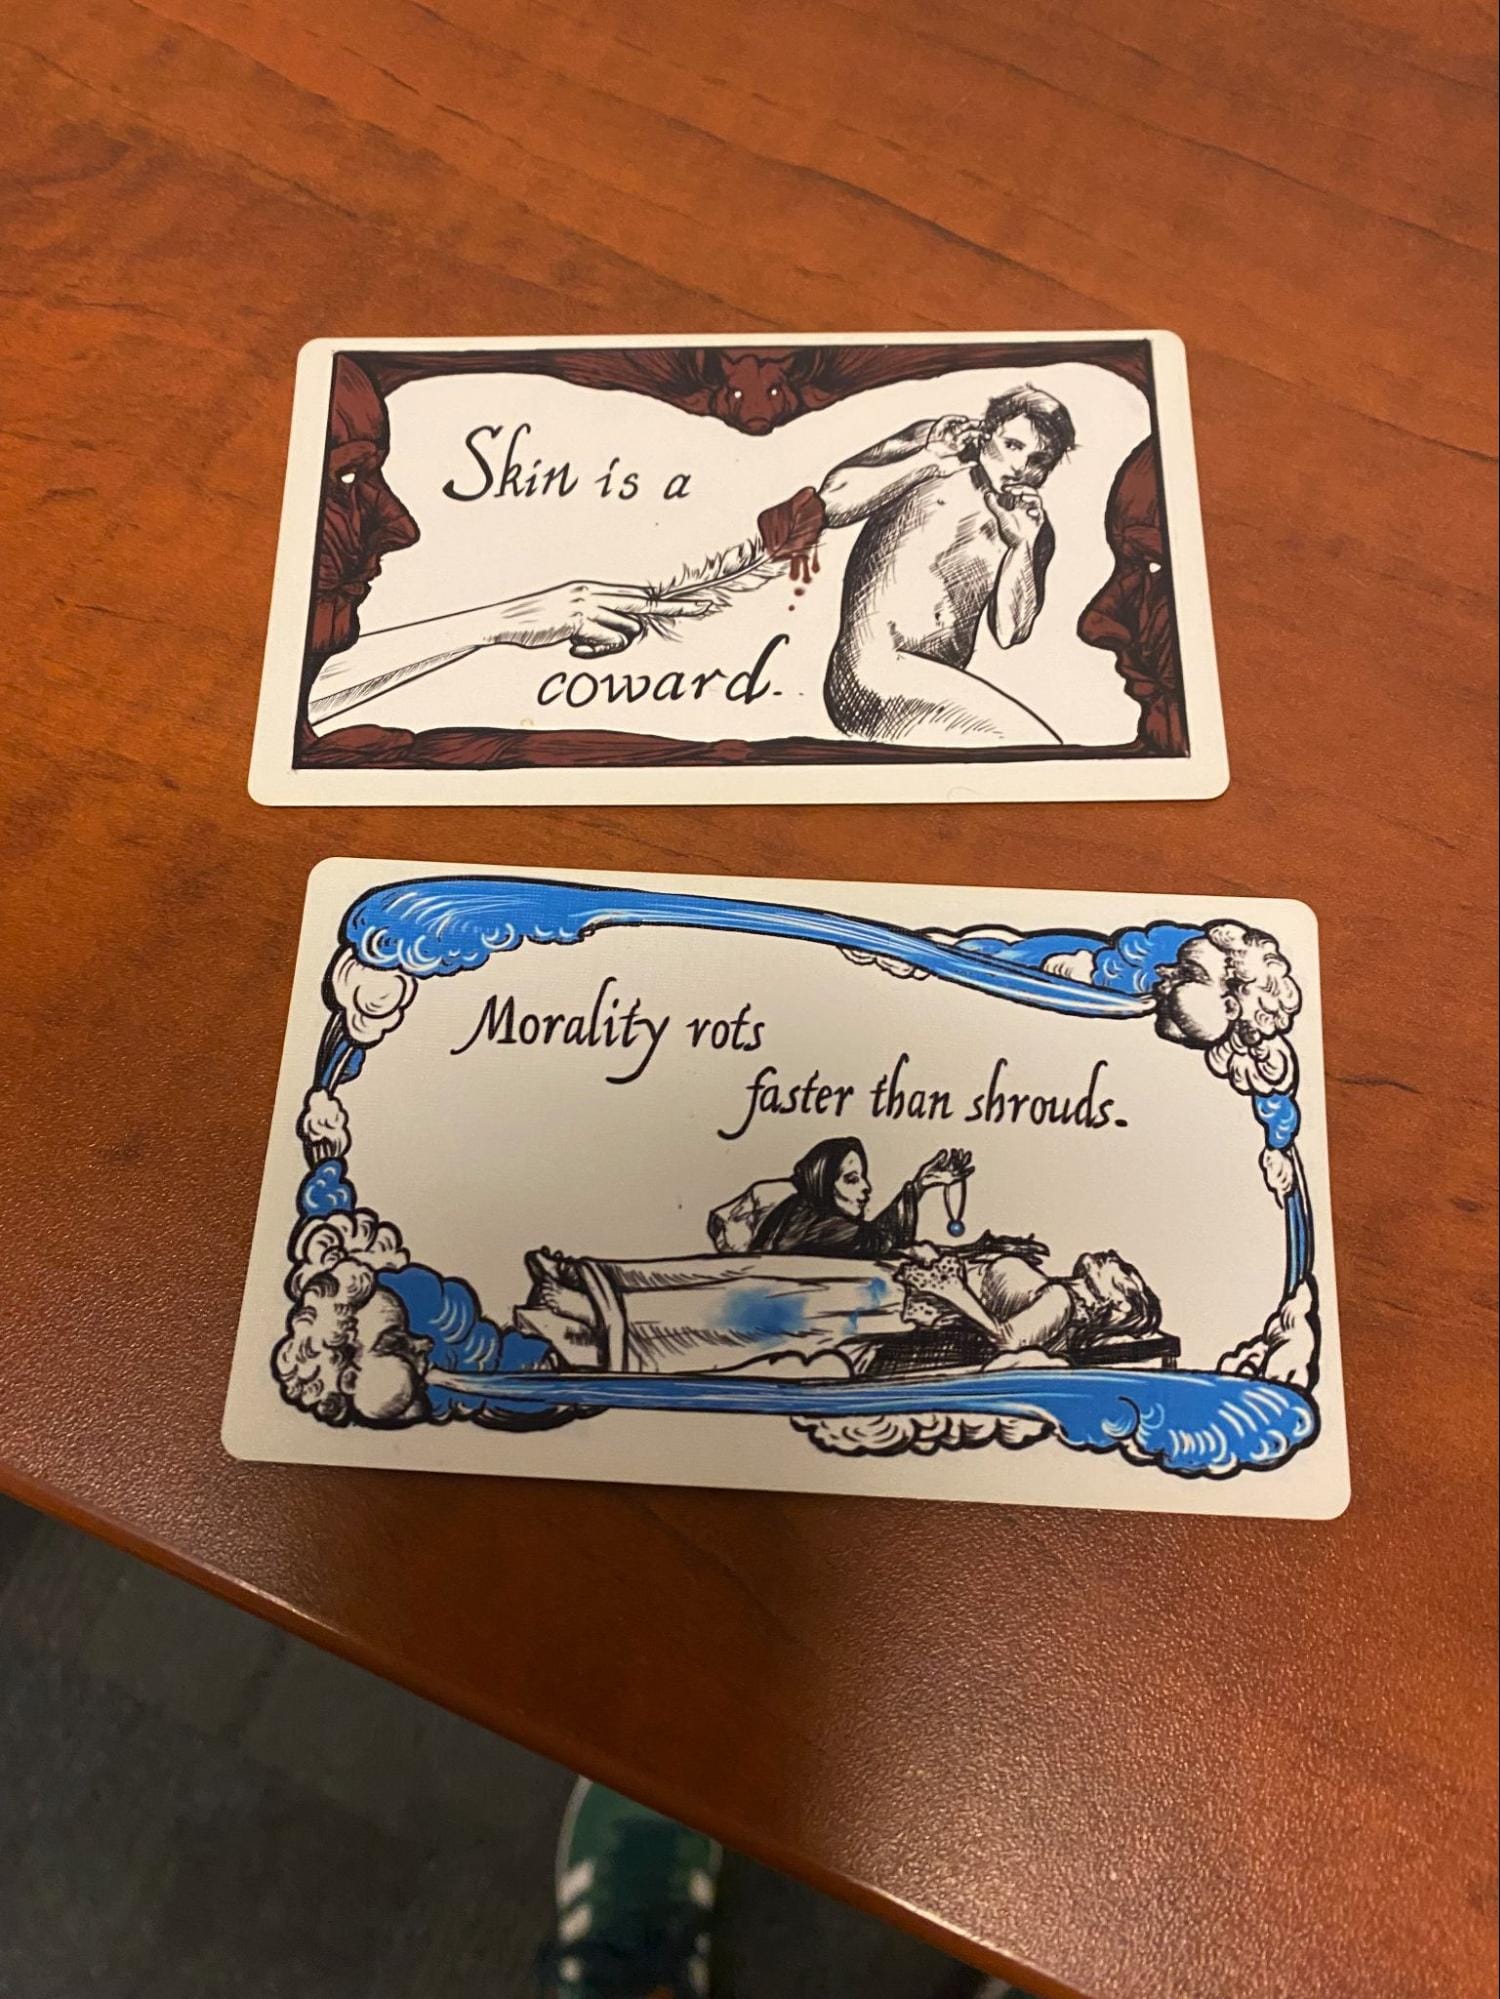 Skin is a
coward.
Morality rots
faster than shrouds.